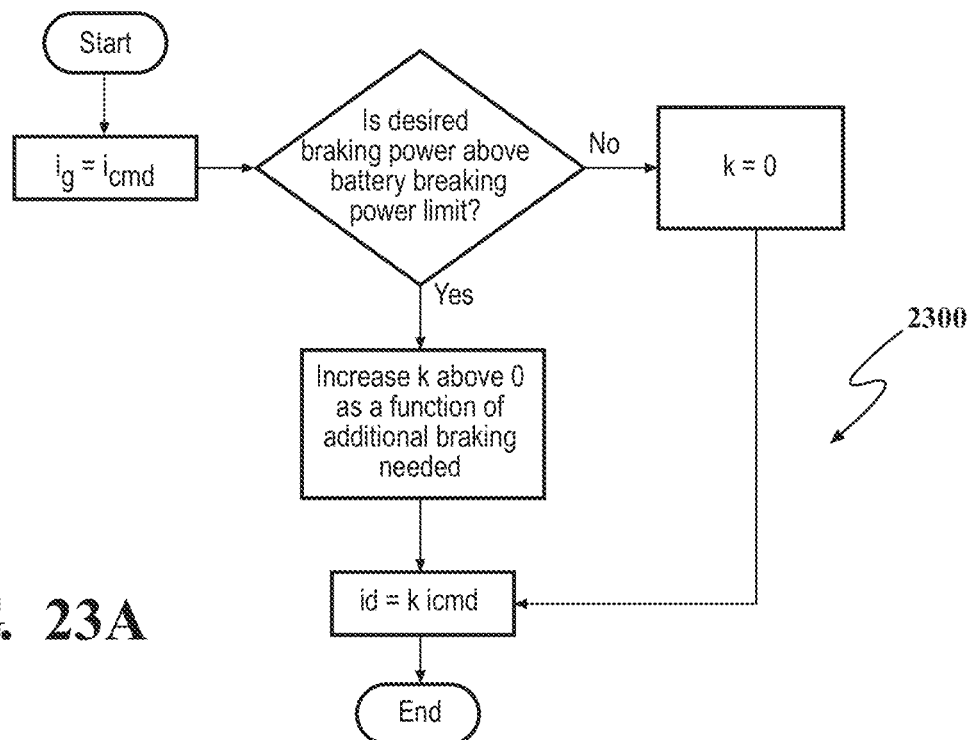 Start
i_g = i_cmd
Is desired
braking power above
battery breaking
power limit?
No
k = 0
Yes
2300
Increase k above 0
as a function of
additional braking
needed
id = k icmd
23A
End